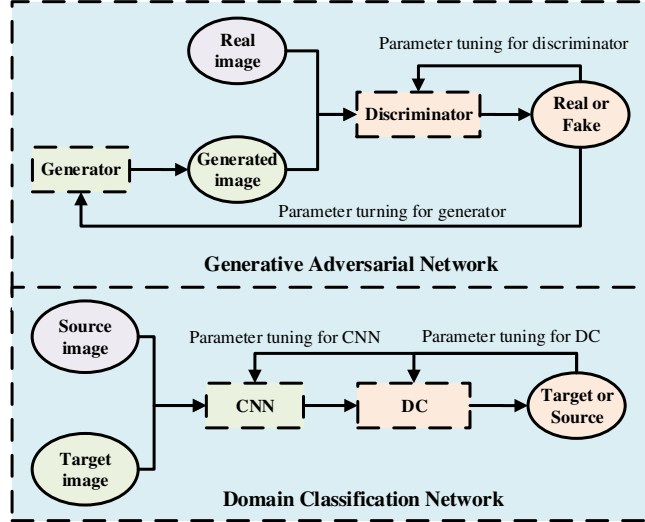 Real
image
Parameter tuning for discriminator
Discriminator
Real or
Fake
Generator
Generated
image
Parameter turning for generator
Generative Adversarial Network
Source
image
Parameter tuning for CNN
Parameter tuning for DC
CNN
DC
Target or
Source
Target
image
Domain Classification Network